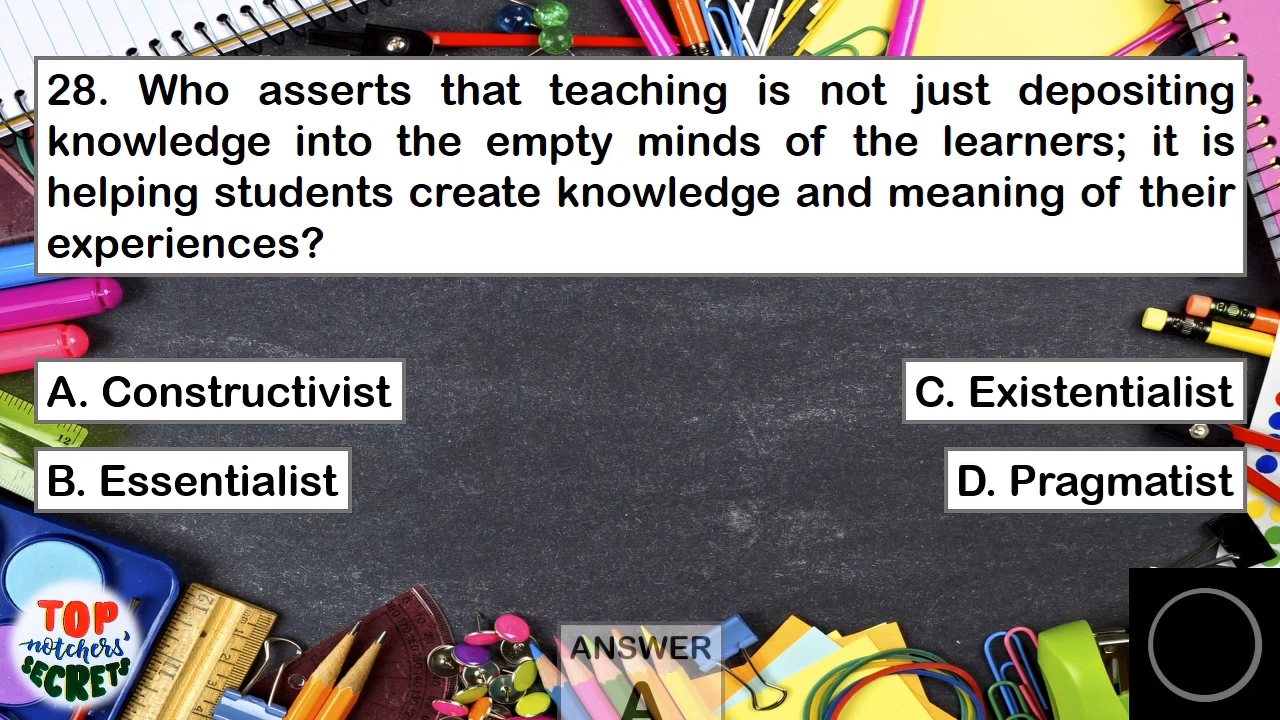 28. Who asserts that teaching is not just depositing
knowledge into the empty minds of the learners; it is
helping students create knowledge and meaning of their
experiences?
A. Constructivist
C. Existentialist
B. Essentialist
D. Pragmatist
TOP
notchers'
SECRETS
ANSWER
A